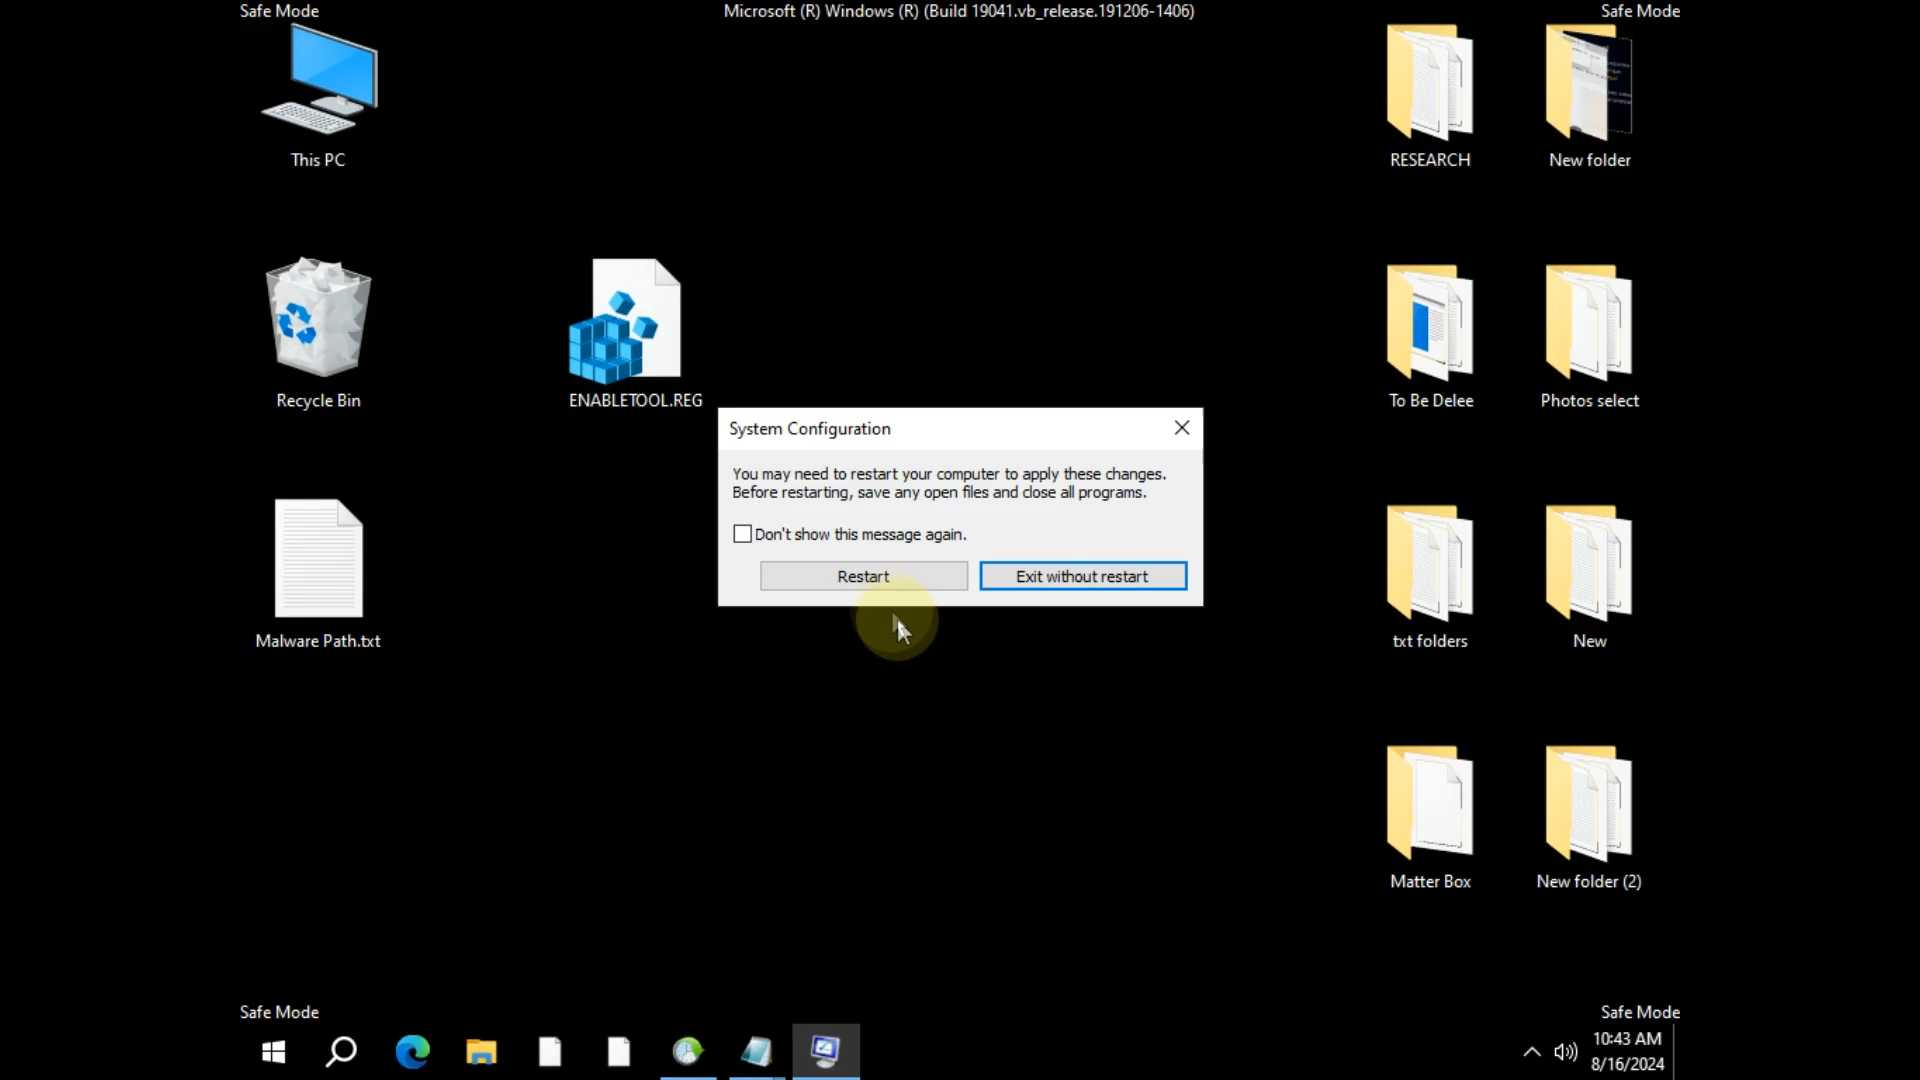 Safe Mode
Microsoft (R) Windows (R) (Build 19041.vb_release.191206-1406)
Safe Mode
This PC
RESEARCH
New folder
Recycle Bin
ENABLETOOL.REG
To Be Delee
Photos select
System Configuration
You may need to restart your computer to apply these changes.
Before restarting, save any open files and close all programs.
Don't show this message again.
Restart
Exit without restart
Malware Path.txt
txt folders
New
Matter Box
New folder (2)
Safe Mode
Safe Mode
10:43 AM
8/16/2024